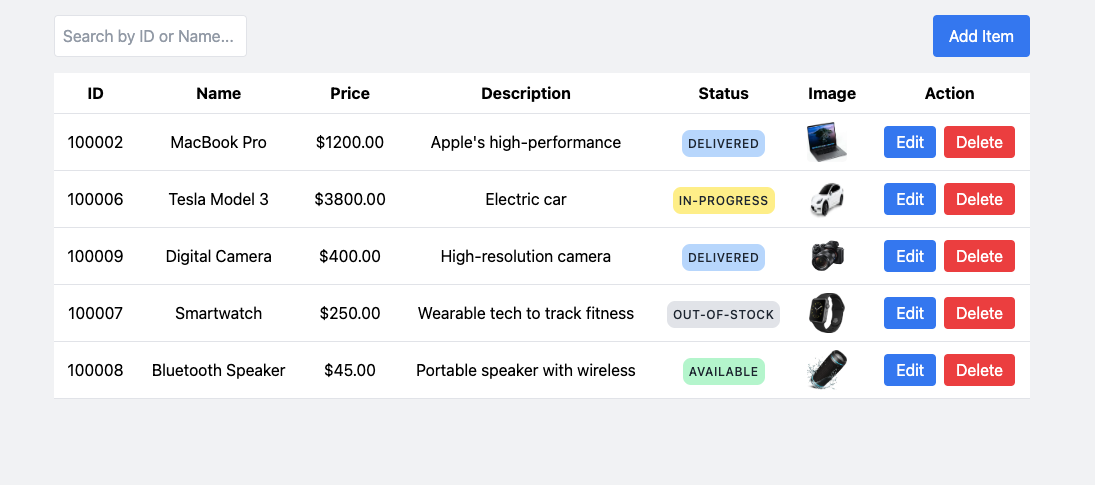 Search by ID or Name... Add Item
ID Name Price Description Status Image Action
100002 MacBook Pro $1200.00 Apple's high-performance DELIVERED Edit Delete
100006 Tesla Model 3 $3800.00 Electric car IN-PROGRESS Edit Delete
100009 Digital Camera $400.00 High-resolution camera DELIVERED Edit Delete
100007 Smartwatch $250.00 Wearable tech to track fitness OUT-OF-STOCK Edit Delete
100008 Bluetooth Speaker $45.00 Portable speaker with wireless AVAILABLE Edit Delete